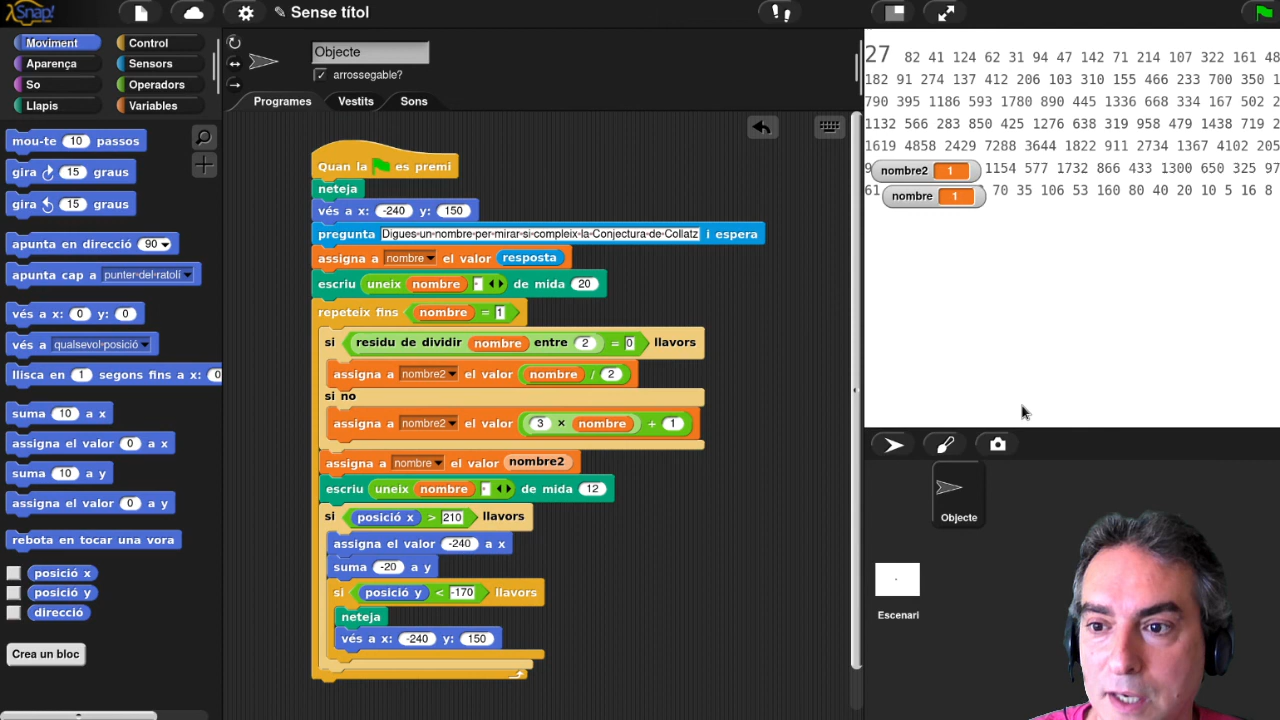 Snap!
Sense títol
Moviment
Control
Aparença
Sensors
So
Operadors
Llapis
Variables
mou-te 10 passos
gira 15 graus
gira 15 graus
apunta en direcció 90
apunta cap a punter del ratolí
vés a x: 0 y: 0
vés a qualsevol posició
llisca en 1 segons fins a x: 0
suma 10 a x
assigna el valor 0 a x
suma 10 a y
assigna el valor 0 a y
rebota en tocar una vora
posició x
posició y
direcció
Crea un bloc
Objecte
arrossegable?
Programes
Vestits
Sons
Quan la es premi
neteja
vés a x: -240 y: 150
pregunta Digues un nombre per mirar si compleix la Conjectura de Collatz i espera
assigna a nombre el valor resposta
escriu uneix nombre de mida 20
repeteix fins nombre = 1
si residu de dividir nombre entre 2 = 0 llavors
assigna a nombre2 el valor nombre / 2
si no
assigna a nombre2 el valor 3 × nombre + 1
assigna a nombre el valor nombre2
escriu uneix nombre de mida 12
si posició x > 210 llavors
assigna el valor -240 a x
suma -20 a y
si posició y < -170 llavors
neteja
vés a x: -240 y: 150
27 82 41 124 62 31 94 47 142 71 214 107 322 161 48
182 91 274 137 412 206 103 310 155 466 233 700 350 1
790 395 1186 593 1780 890 445 1336 668 334 167 502 2
1132 566 283 850 425 1276 638 319 958 479 1438 719 2
1619 4858 2429 7288 3644 1822 911 2734 1367 4102 205
9 1154 577 1732 866 433 1300 650 325 97
nombre2 1
61 70 35 106 53 160 80 40 20 10 5 16 8
nombre 1
Objecte
Escenari